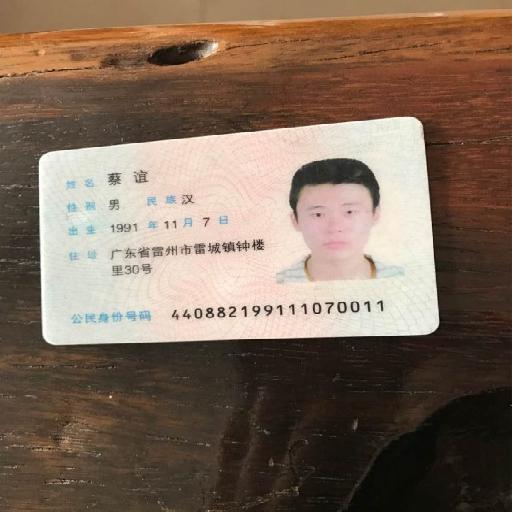 姓名 蔡谊
性别 男 民族 汉
出生 1991 年 11 月 7 日
住址 广东省雷州市雷城镇钟楼
里30号
公民身份号码 440882199111070011